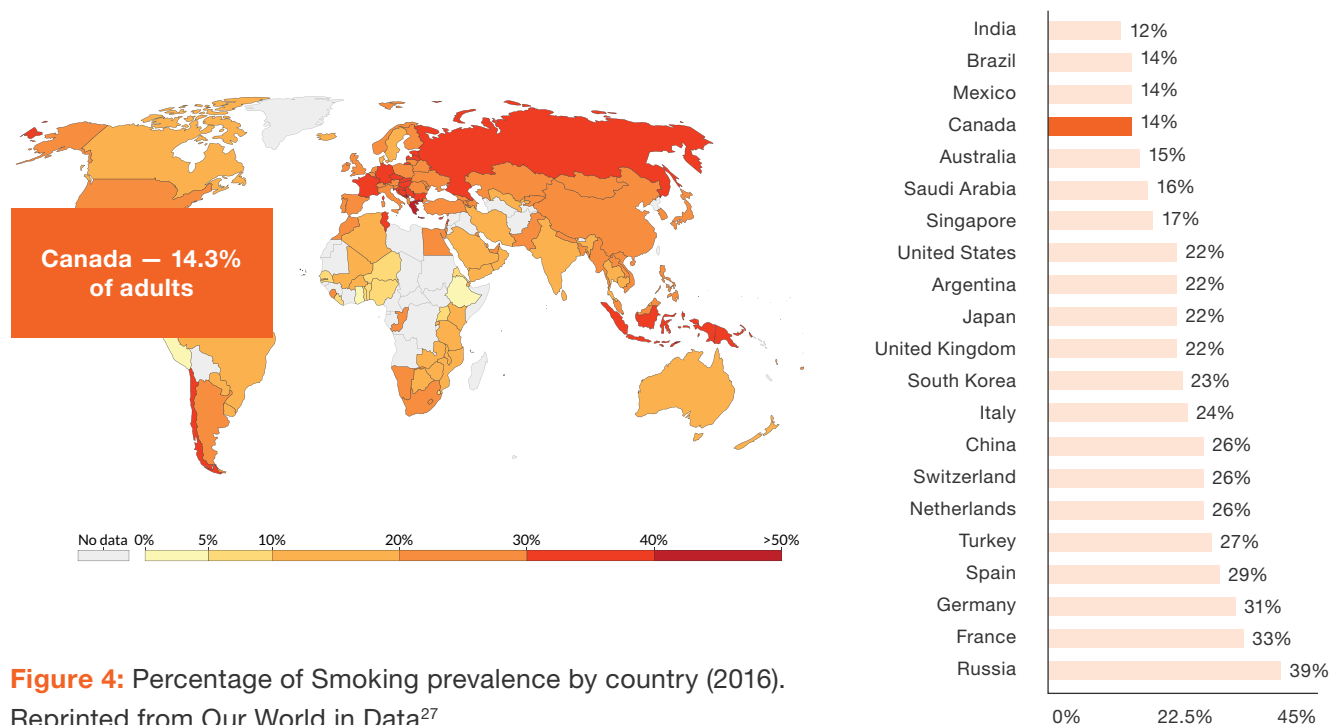 Canada — 14.3%
of adults
No data 0% 5% 10% 20% 30% 40% >50%
Figure 4: Percentage of Smoking prevalence by country (2016).
Reprinted from Our World in Data27
India 12%
Brazil 14%
Mexico 14%
Canada 14%
Australia 15%
Saudi Arabia 16%
Singapore 17%
United States 22%
Argentina 22%
Japan 22%
United Kingdom 22%
South Korea 23%
Italy 24%
China 26%
Switzerland 26%
Netherlands 26%
Turkey 27%
Spain 29%
Germany 31%
France 33%
Russia 39%
0% 22.5% 45%